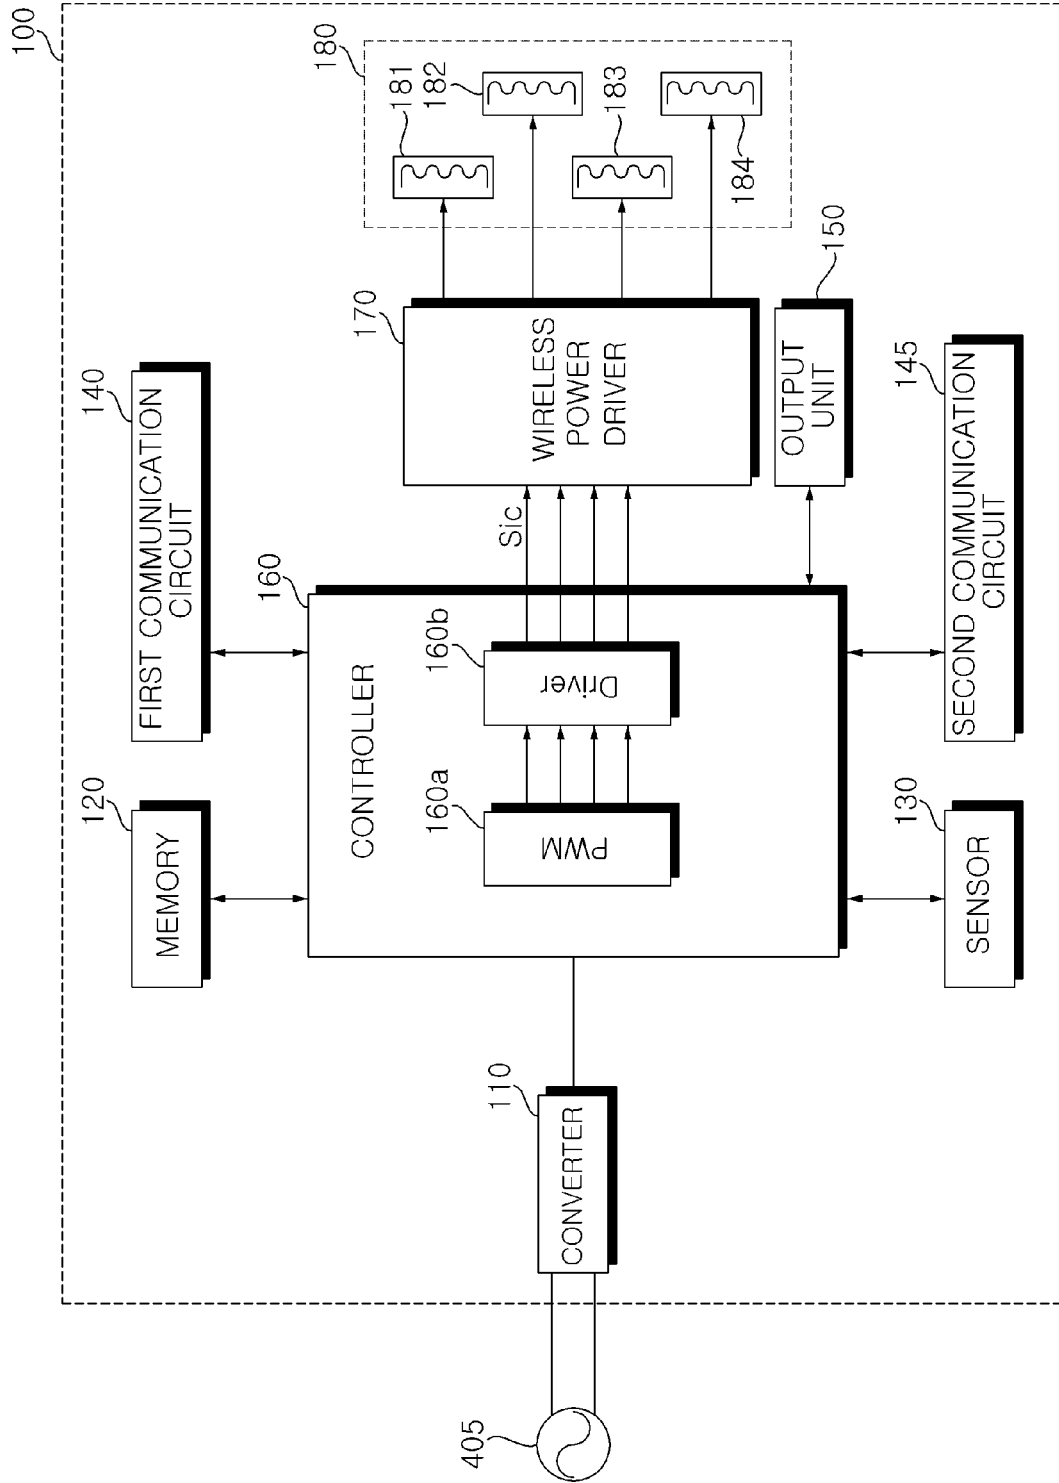 100
120
MEMORY
140
FIRST COMMUNICATION
CIRCUIT
160
CONTROLLER
405
110
CONVERTER
160a
PWM
160b
Driver
Sic
170
WIRELESS
POWER
DRIVER
180
181
182
183
184
150
OUTPUT
UNIT
130
SENSOR
145
SECOND COMMUNICATION
CIRCUIT